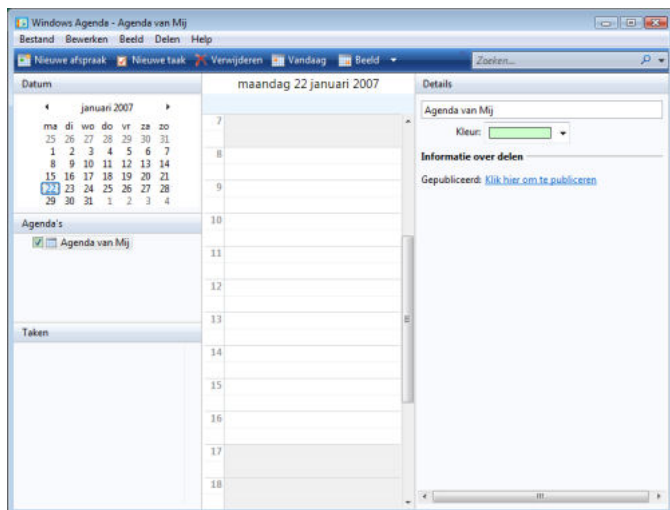 Windows Agenda - Agenda van Mij
Bestand Bewerken Beeld Delen Help
Nieuwe afspraak Nieuwe taak Verwijderen Vandaag Beeld Zoeken...
Datum
januari 2007
ma di wo do vr za zo
25 26 27 28 29 30 31
1 2 3 4 5 6 7
8 9 10 11 12 13 14
15 16 17 18 19 20 21
22 23 24 25 26 27 28
29 30 31 1 2 3 4
Agenda's
Agenda van Mij
Taken
maandag 22 januari 2007
7
8
9
10
11
12
13
14
15
16
17
18
Details
Agenda van Mij
Kleur:
Informatie over delen
Gepubliceerd: Klik hier om te publiceren